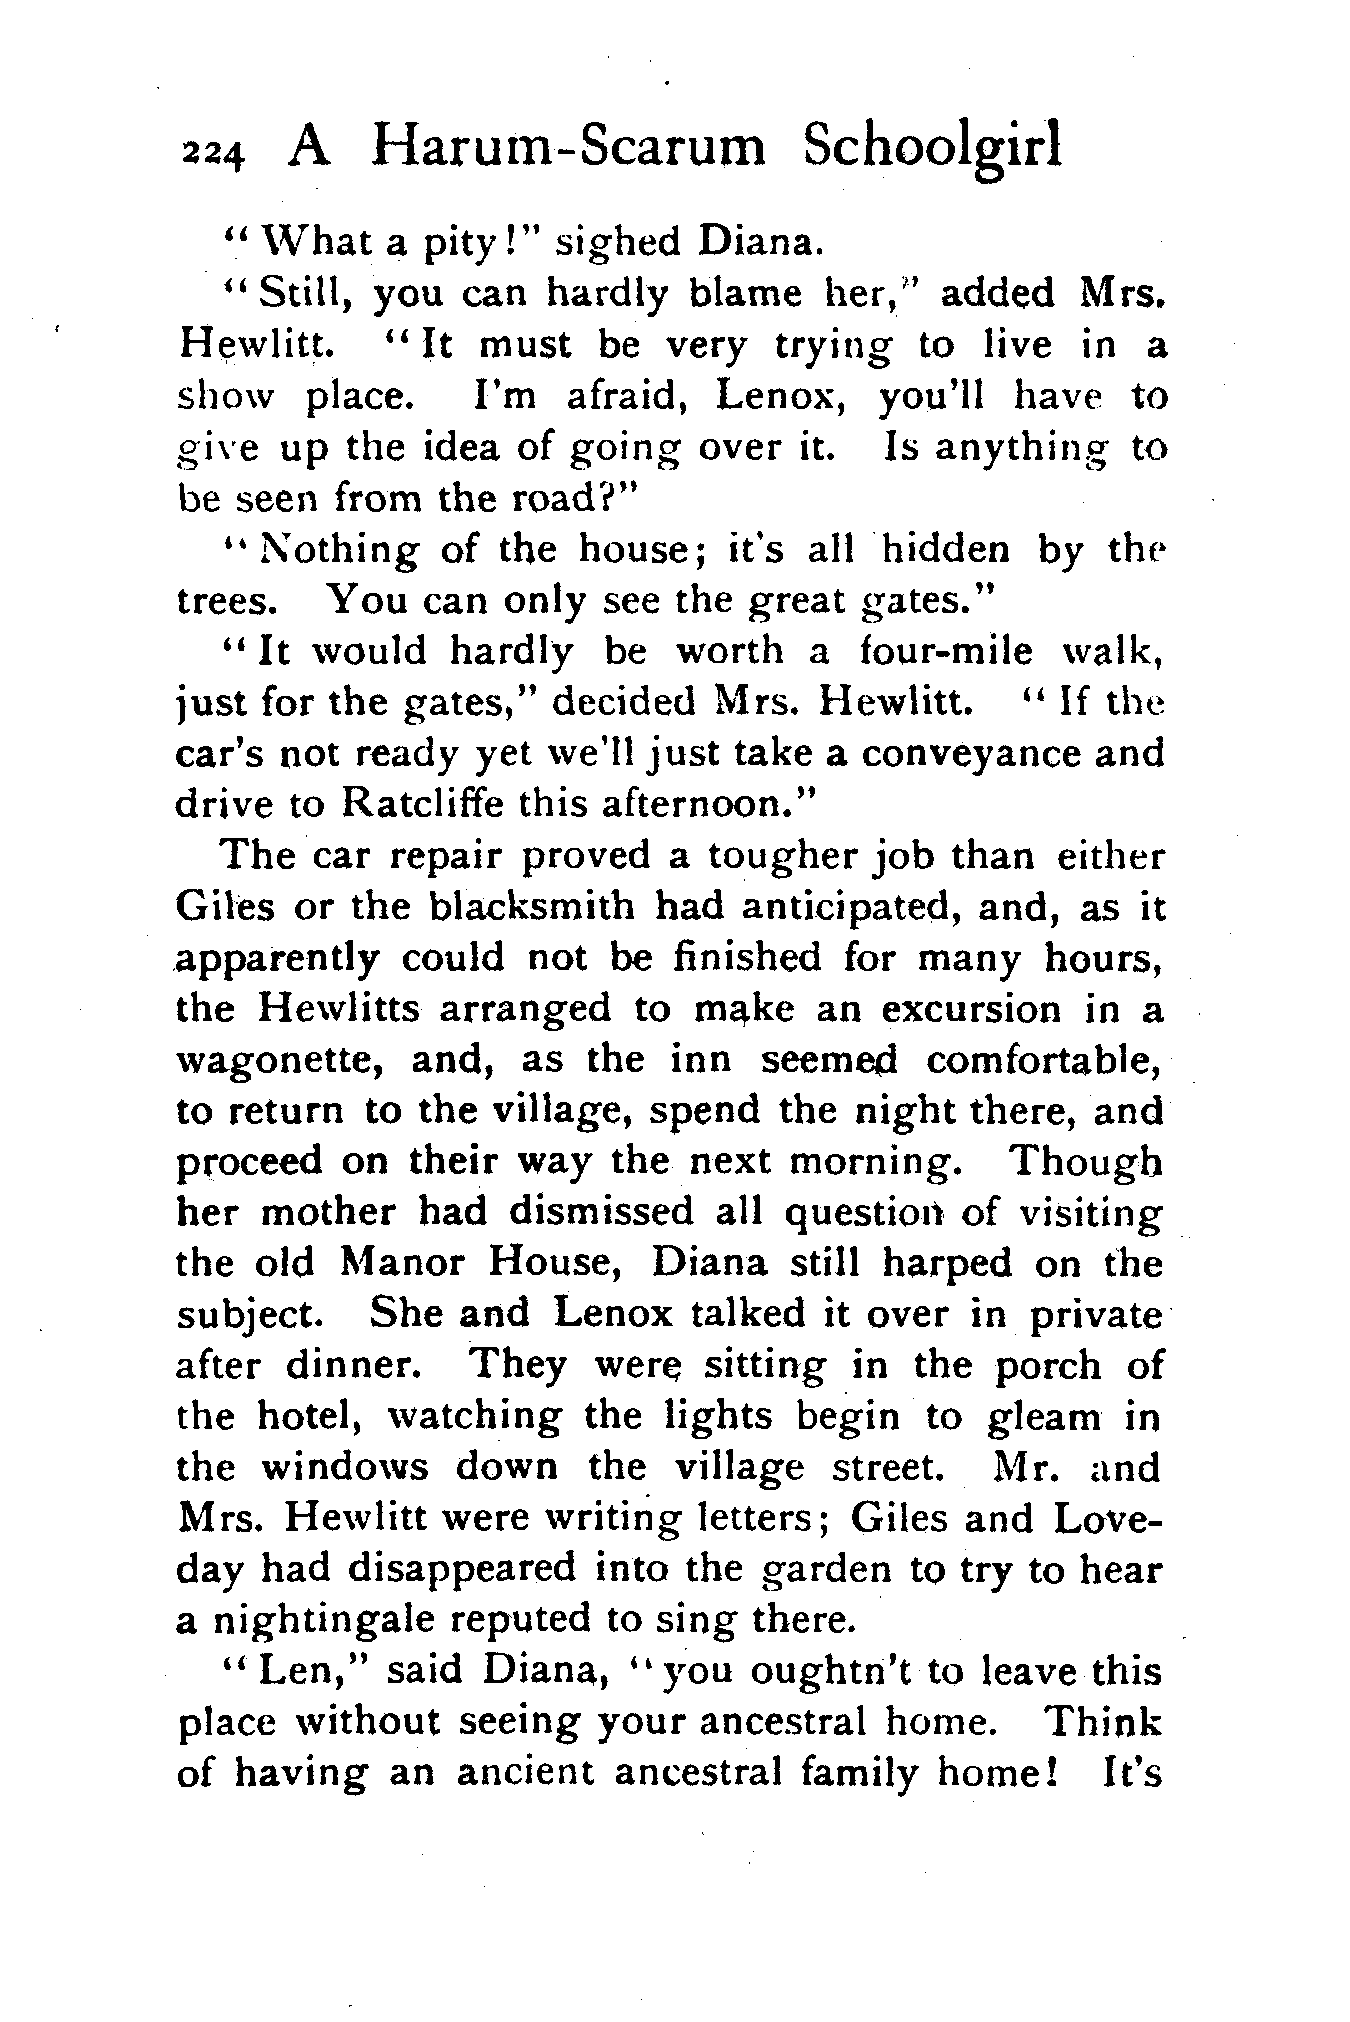 224 A Harum-Scarum Schoolgirl
"What a pity!" sighed Diana.
"Still, you can hardly blame her," added Mrs.
Hewlitt. "It must be very trying to live in a
show place. I'm afraid, Lenox, you'll have to
give up the idea of going over it. Is anything to
be seen from the road?"
"Nothing of the house; it's all hidden by the
trees. You can only see the great gates."
"It would hardly be worth a four-mile walk,
just for the gates," decided Mrs. Hewlitt. "If the
car's not ready yet we'll just take a conveyance and
drive to Ratcliffe this afternoon."
The car repair proved a tougher job than either
Giles or the blacksmith had anticipated, and, as it
apparently could not be finished for many hours,
the Hewlitts arranged to make an excursion in a
wagonette, and, as the inn seemed comfortable,
to return to the village, spend the night there, and
proceed on their way the next morning. Though
her mother had dismissed all question of visiting
the old Manor House, Diana still harped on the
subject. She and Lenox talked it over in private
after dinner. They were sitting in the porch of
the hotel, watching the lights begin to gleam in
the windows down the village street. Mr. and
Mrs. Hewlitt were writing letters; Giles and Love-
day had disappeared into the garden to try to hear
a nightingale reputed to sing there.
"Len," said Diana, "you oughtn't to leave this
place without seeing your ancestral home. Think
of having an ancient ancestral family home! It's